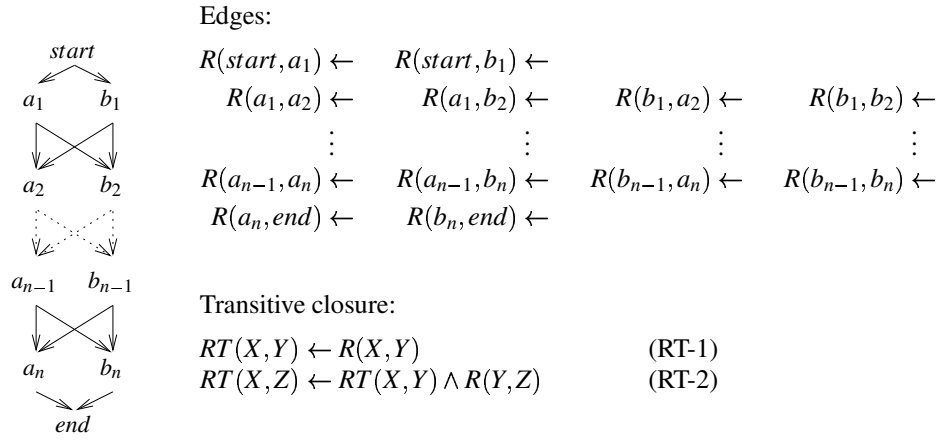 start
a₁ b₁
a₂ b₂
aₙ₋₁ bₙ₋₁
aₙ bₙ
end
Edges:
R(start,a₁) ← R(start,b₁) ←
R(a₁,a₂) ← R(a₁,b₂) ← R(b₁,a₂) ← R(b₁,b₂) ←
⋮ ⋮ ⋮ ⋮
R(aₙ₋₁,aₙ) ← R(aₙ₋₁,bₙ) ← R(bₙ₋₁,aₙ) ← R(bₙ₋₁,bₙ) ←
R(aₙ,end) ← R(bₙ,end) ←
Transitive closure:
RT(X,Y) ← R(X,Y) (RT-1)
RT(X,Z) ← RT(X,Y) ∧ R(Y,Z) (RT-2)